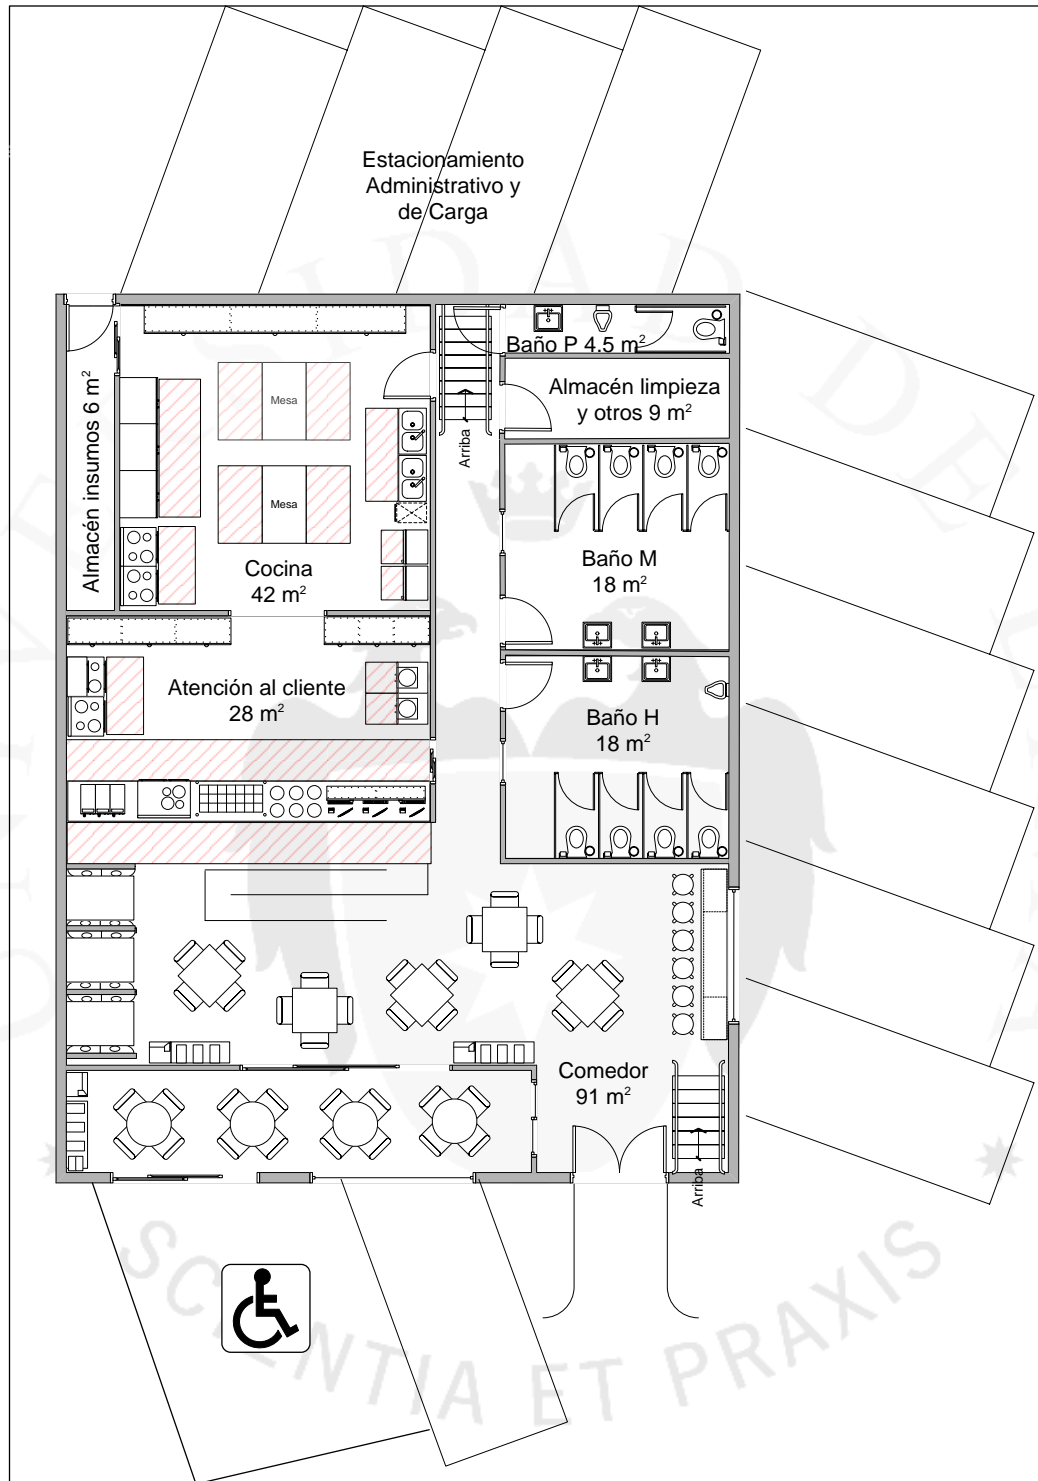 Estacionamiento
Administrativo y
de Carga
Baño P 4.5 m²
Almacén limpieza
y otros 9 m²
Almacén insumos 6 m²
Mesa
Arriba
Mesa
Cocina
42 m²
Baño M
18 m²
Atención al cliente
28 m²
Baño H
18 m²
Comedor
91 m²
Arriba
SCIENTIA ET PRAXIS